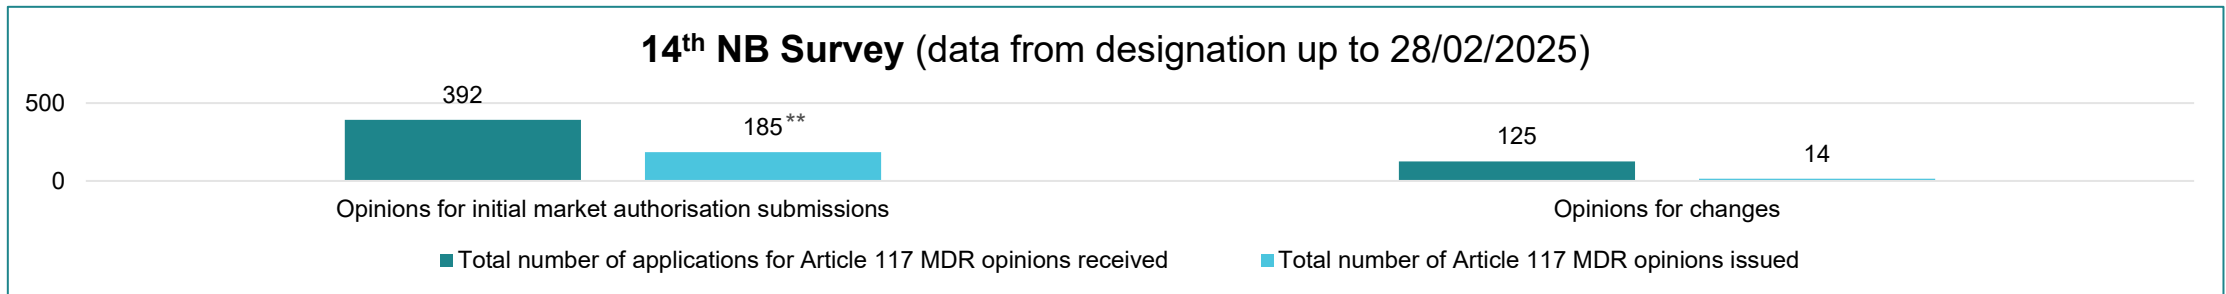 14th NB Survey (data from designation up to 28/02/2025)
500
392
185**
125
14
0
Opinions for initial market authorisation submissions
Opinions for changes
Total number of applications for Article 117 MDR opinions received
Total number of Article 117 MDR opinions issued